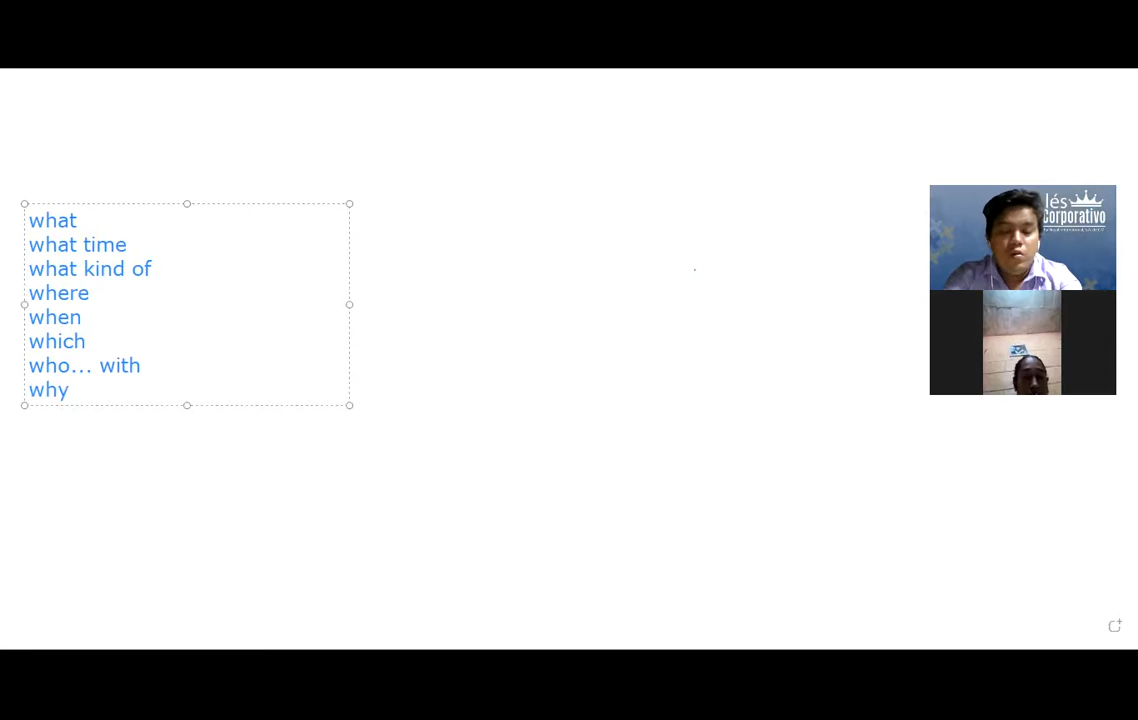 what
what time
what kind of
where
when
which
who... with
why
lés
Corporativo